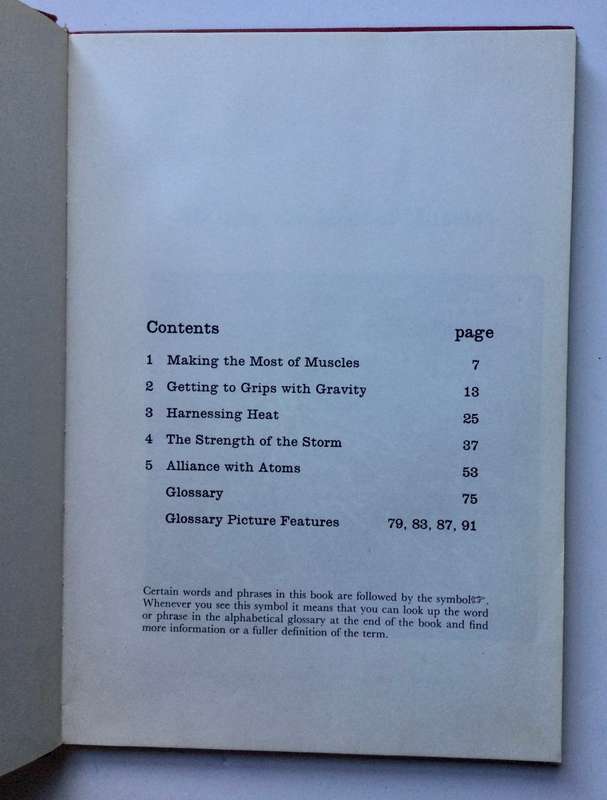 Contents page
1 Making the Most of Muscles 7
2 Getting to Grips with Gravity 13
3 Harnessing Heat 25
4 The Strength of the Storm 37
5 Alliance with Atoms 53
Glossary 75
Glossary Picture Features 79, 83, 87, 91
Certain words and phrases in this book are followed by the symbol☞.
Whenever you see this symbol it means that you can look up the word
or phrase in the alphabetical glossary at the end of the book and find
more information or a fuller definition of the term.